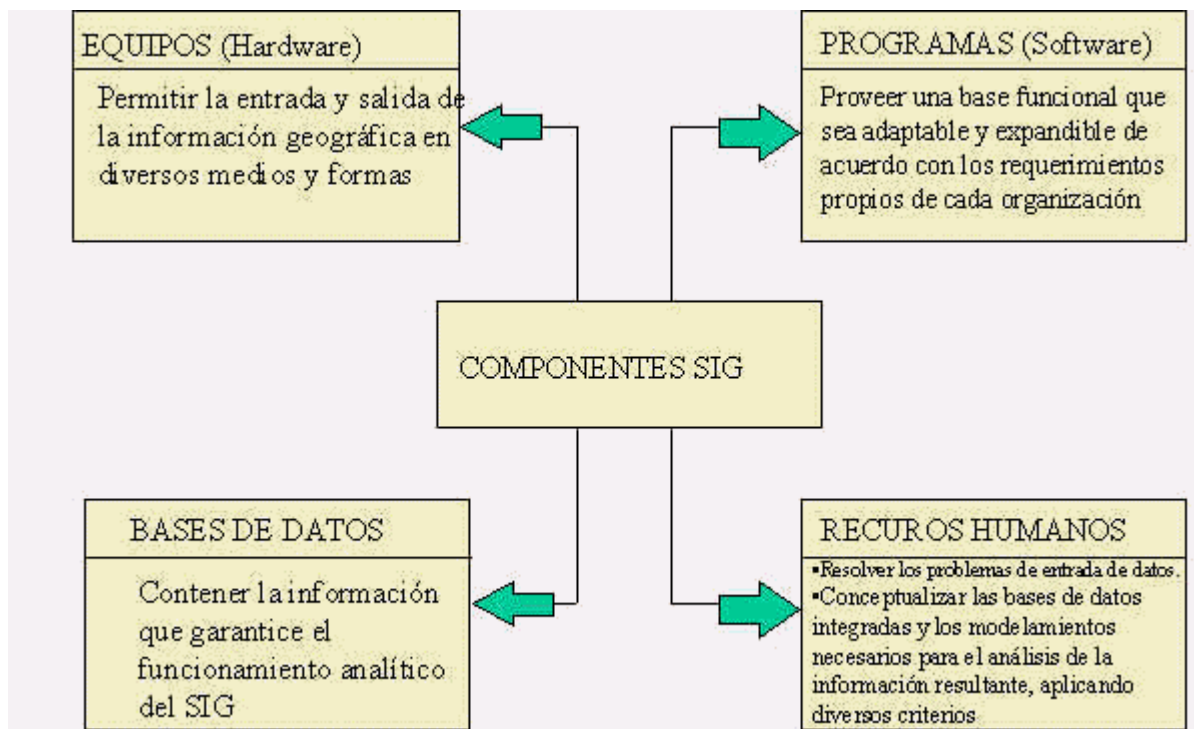 EQUIPOS (Hardware)
Permitir la entrada y salida de
la información geográfica en
diversos medios y formas
PROGRAMAS (Software)
Proveer una base funcional que
sea adaptable y expandible de
acuerdo con los requerimientos
propios de cada organización
COMPONENTES SIG
BASES DE DATOS
Contener la información
que garantice el
funcionamiento analítico
del SIG
RECUROS HUMANOS
▪Resolver los problemas de entrada de datos.
▪Conceptualizar las bases de datos
integradas y los modelamientos
necesarios para el análisis de la
información resultante, aplicando
diversos criterios